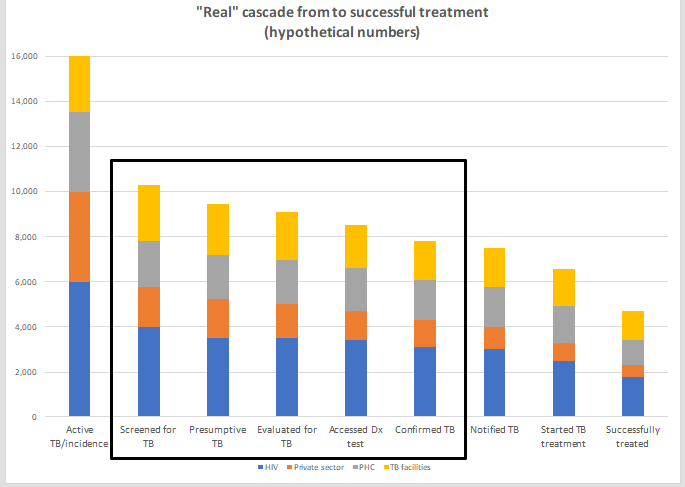 "Real" cascade from to successful treatment
(hypothetical numbers)
16,000
14,000
12,000
10,000
8,000
6,000
4,000
2,000
0
Active
TB/incidence
Screened for
TB
Presumptive
TB
Evaluated for
TB
Accessed Dx
test
Confirmed TB
Notified TB
Started TB
treatment
Successfully
treated
HIV
Private sector
PHC
TB facilities